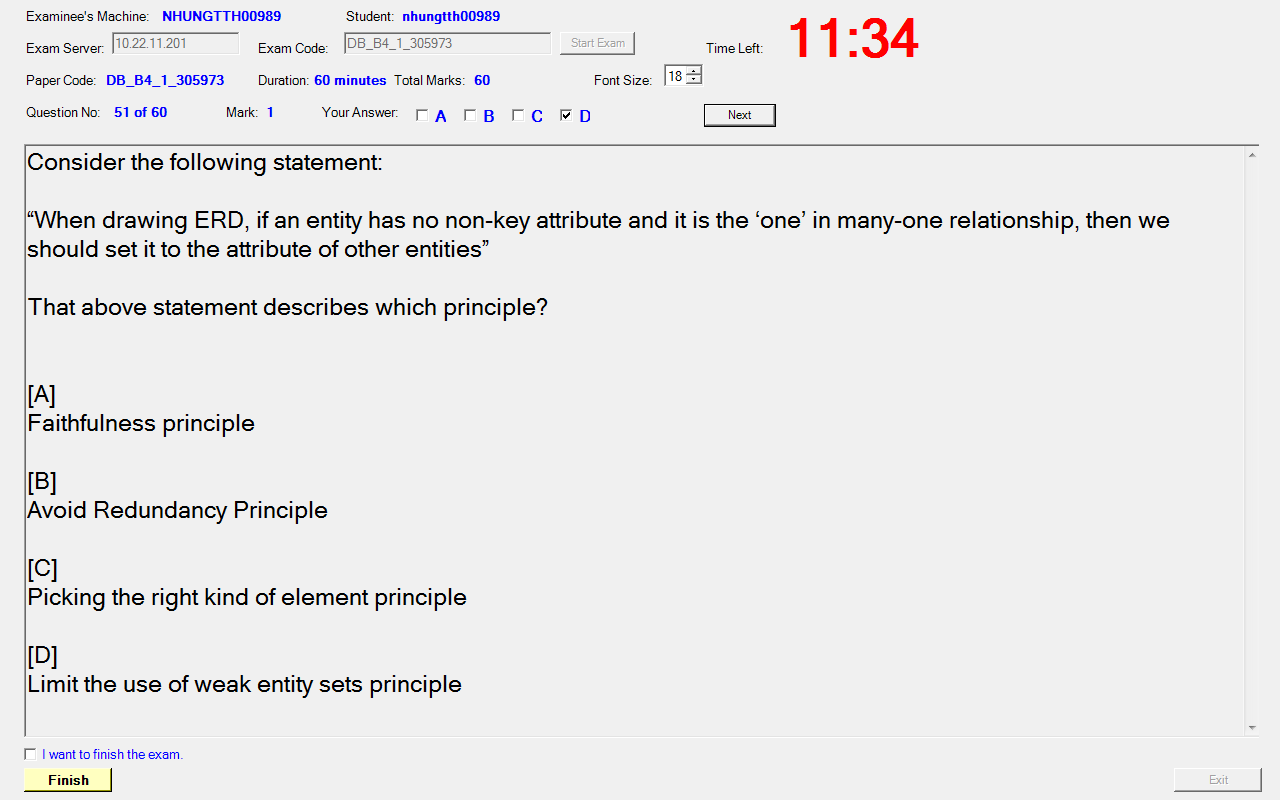 Examinee's Machine: NHUNGTTH00989 Student: nhungtth00989
Exam Server: 10.22.11.201 Exam Code: DB_B4_1_305973 Start Exam Time Left: 11:34
Paper Code: DB_B4_1_305973 Duration: 60 minutes Total Marks: 60 Font Size: 18
Question No: 51 of 60 Mark: 1 Your Answer: A B C D Next
Consider the following statement:
“When drawing ERD, if an entity has no non-key attribute and it is the ‘one’ in many-one relationship, then we
should set it to the attribute of other entities”
That above statement describes which principle?
[A]
Faithfulness principle
[B]
Avoid Redundancy Principle
[C]
Picking the right kind of element principle
[D]
Limit the use of weak entity sets principle
I want to finish the exam.
Finish Exit